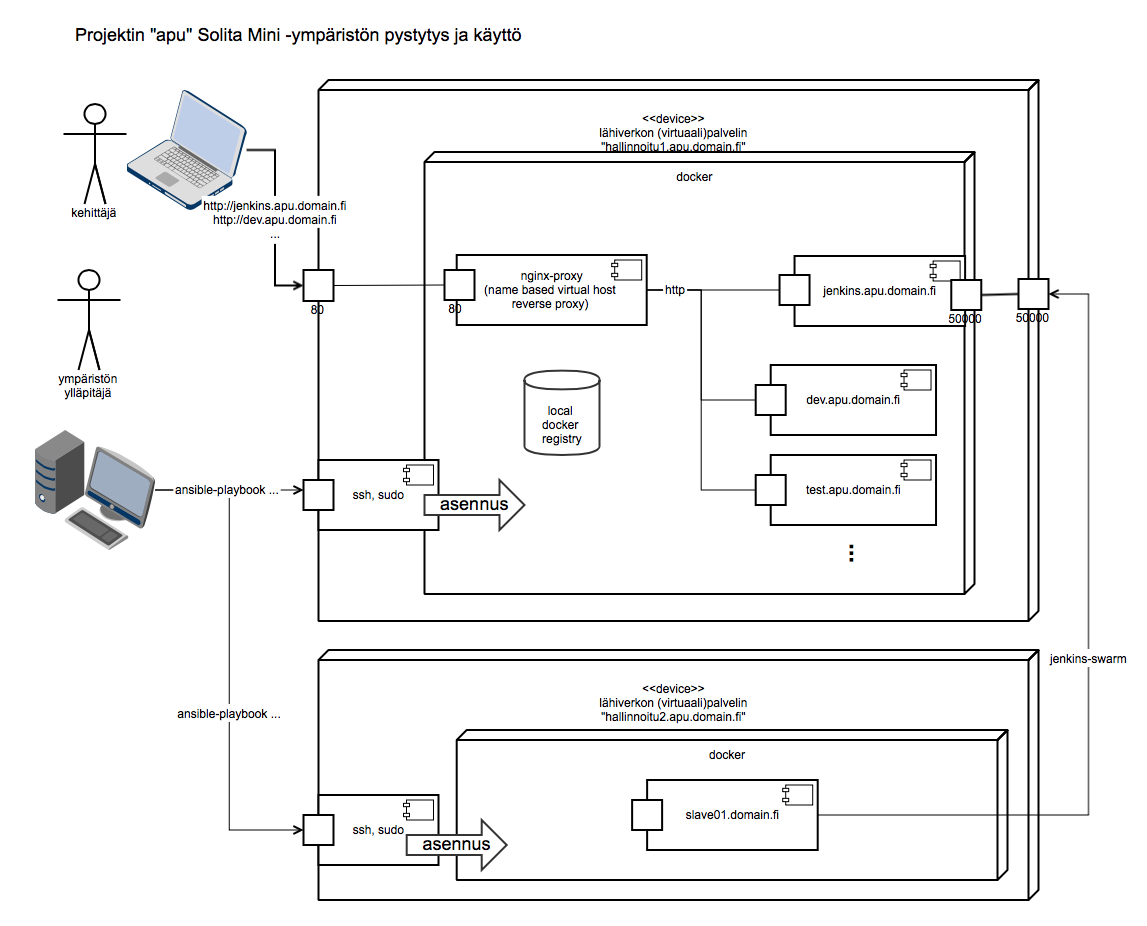 Projektin "apu" Solita Mini -ympäristön pystytys ja käyttö
<<device>>
lähiverkon (virtuaali)palvelin
"hallinnoitu1.apu.domain.fi"
docker
kehittäjä
http://jenkins.apu.domain.fi
http://dev.apu.domain.fi
...
80
80
nginx-proxy
(name based virtual host
reverse proxy)
http
jenkins.apu.domain.fi
50000
50000
ympäristön
ylläpitäjä
dev.apu.domain.fi
local
docker
registry
ansible-playbook ...
ssh, sudo
asennus
test.apu.domain.fi
jenkins-swarm
<<device>>
lähiverkon (virtuaali)palvelin
"hallinnoitu2.apu.domain.fi"
ansible-playbook ...
docker
ssh, sudo
asennus
slave01.domain.fi